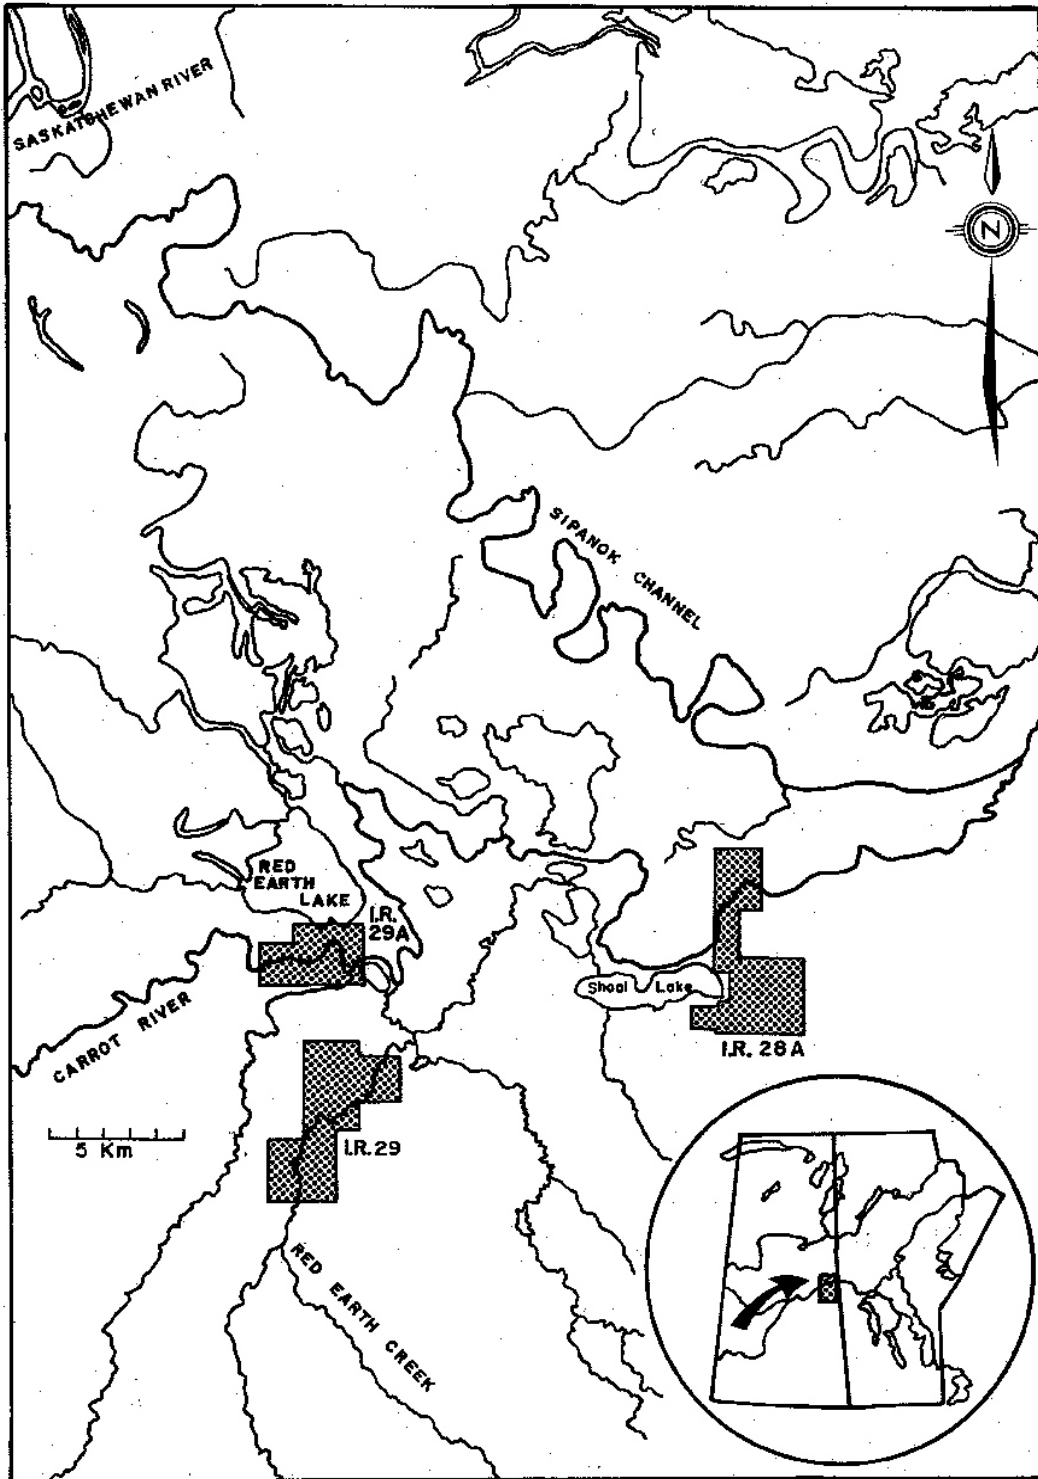 SASKATCHEWAN RIVER
N
SIPANOK CHANNEL
RED
EARTH
LAKE
I.R.
29A
Shoal Lake
CARROT RIVER
I.R. 28A
5 Km
I.R. 29
RED EARTH CREEK